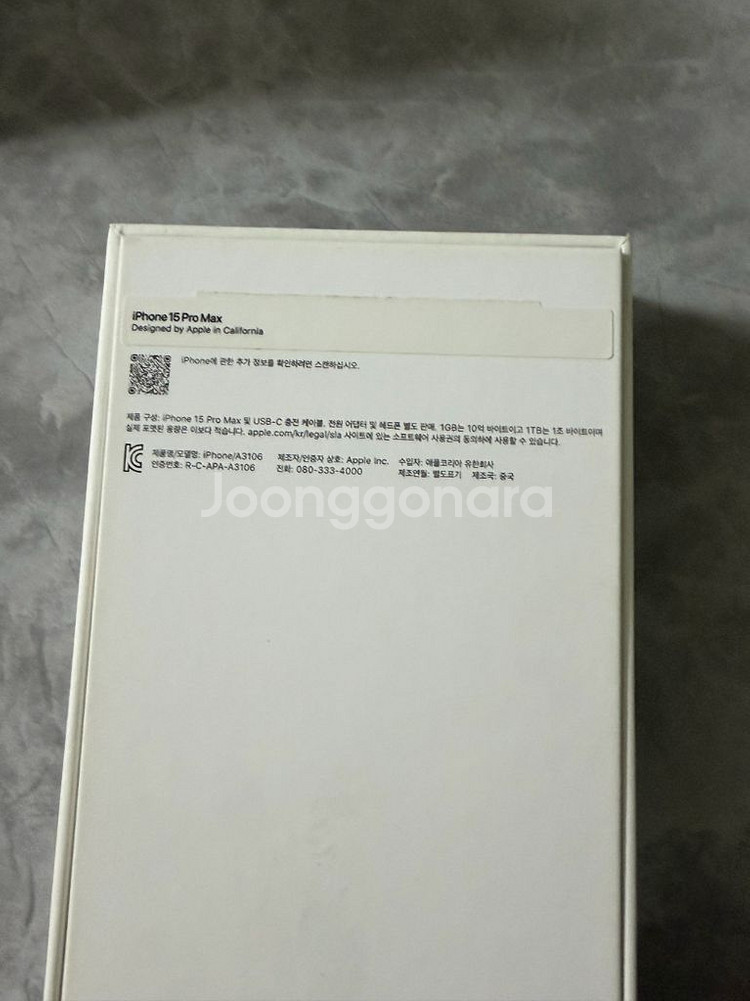 iPhone 15 Pro Max
Designed by Apple in California
iPhone에 관한 추가 정보를 확인하려면 스캔하십시오.
제품 구성: iPhone 15 Pro Max 및 USB-C 충전 케이블. 전원 어댑터 및 헤드폰 별도 판매. 1GB는 10억 바이트이고 1TB는 1조 바이트이며
실제 포맷된 용량은 이보다 적습니다. apple.com/kr/legal/sla 사이트에 있는 소프트웨어 사용권의 동의하에 사용할 수 있습니다.
제품명/모델명: iPhone/A3106 제조자/인증자 상호: Apple Inc. 수입자: 애플코리아 유한회사
인증번호: R-C-APA-A3106 전화: 080-333-4000 제조연월: 별도표기 제조국: 중국
Joonggonara